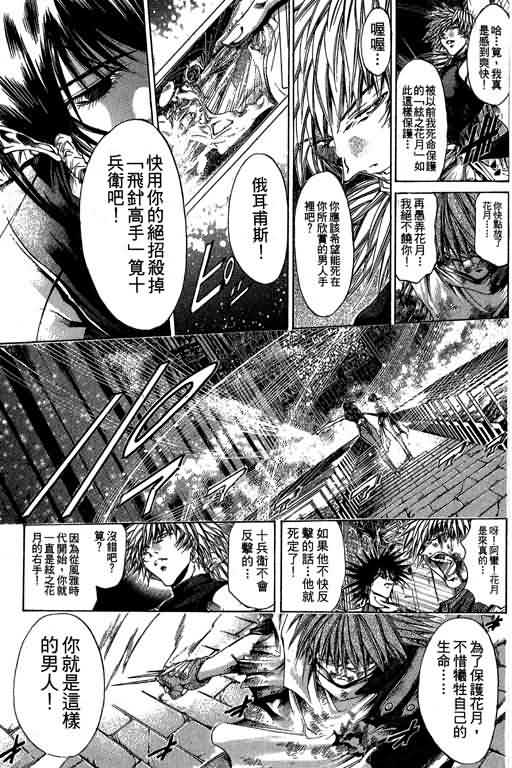 哈…筧，我真
是感到爽快！
被以前我死命保護
的「絃之花月」如
此這樣保護…
喔喔…
俄耳甫斯！
快用你的絕招殺掉
「飛針高手」筧十
兵衛吧！
你快點放了
花月……
再愚弄花月，
我絕不饒你！
你應該希望能死在
你所欣賞的男人手
裡吧？
呀！阿蠻！花月
是來真的…
如果他不快反
擊的話，他就
死定了！
十兵衛不會
反擊的…
沒錯吧？
筧？
因為從風雅時
代開始，你就
一直是絃之花
月的右手！
為了保護花月，
不惜犧牲自己的
生命……
你就是這樣
的男人！